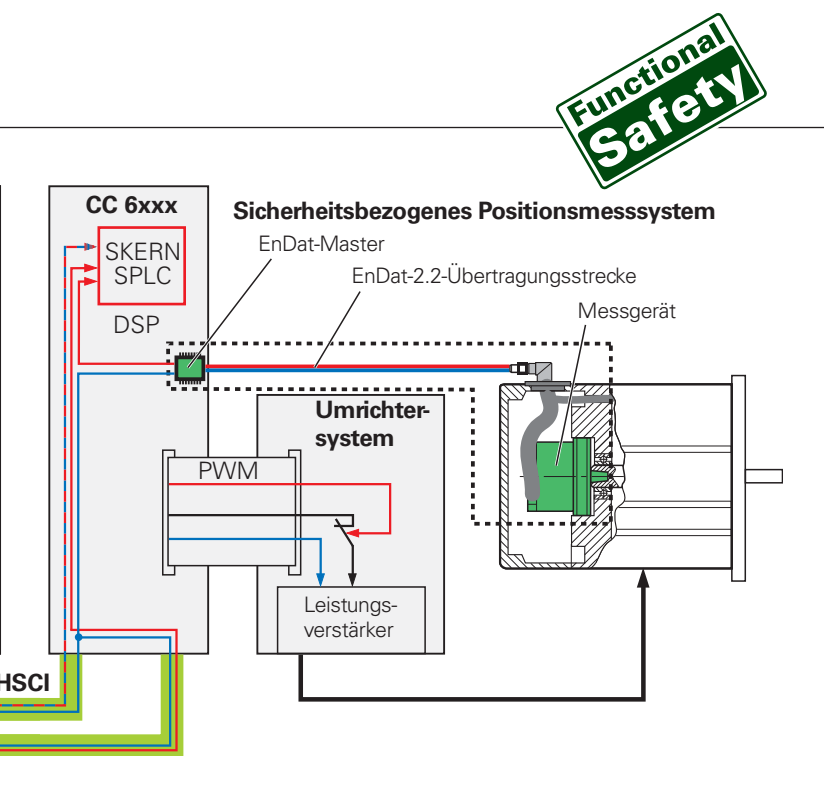 Functional
Safety
CC 6xxx
Sicherheitsbezogenes Positionsmesssystem
EnDat-Master
EnDat-2.2-Übertragungsstrecke
Messgerät
SKERN
SPLC
DSP
Umrichter-
system
PWM
Leistungs-
verstärker
HSCI